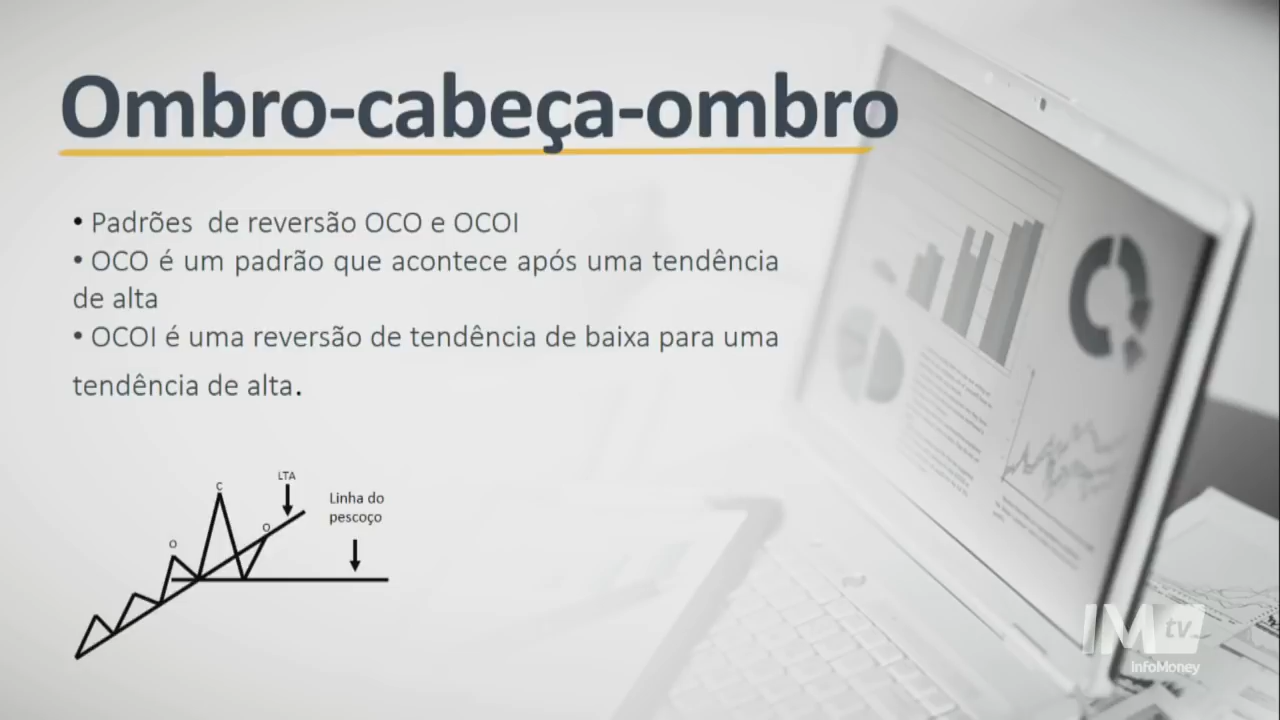 Ombro-cabeça-ombro
• Padrões de reversão OCO e OCOI
• OCO é um padrão que acontece após uma tendência
de alta
• OCOI é uma reversão de tendência de baixa para uma
tendência de alta.
LTA
C
Linha do
pescoço
O
O
IM tv
InfoMoney